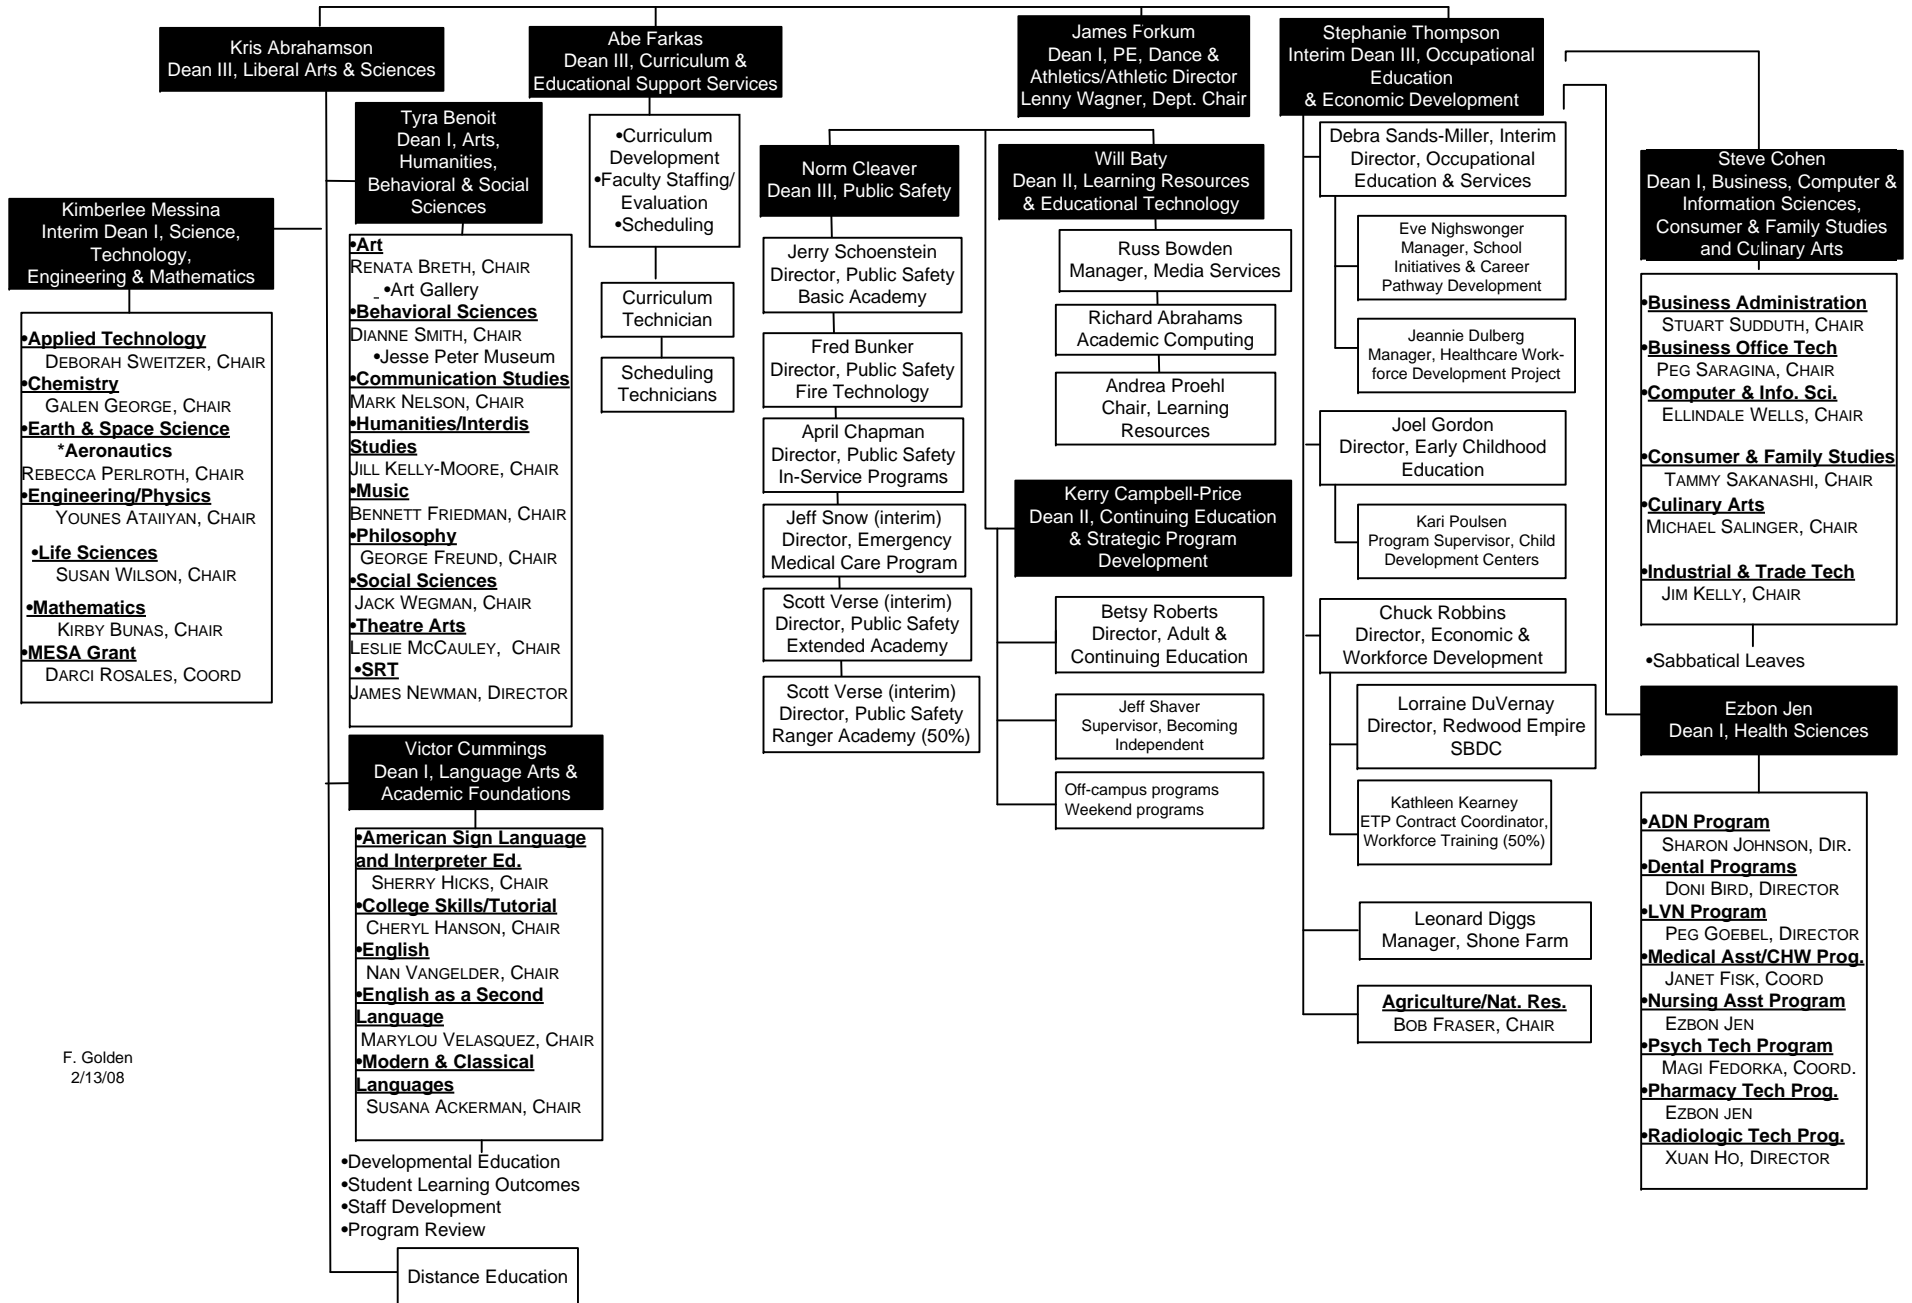 Kris Abrahamson
Dean III, Liberal Arts & Sciences
Abe Farkas
Dean III, Curriculum &
Educational Support Services
James Forkum
Dean I, PE, Dance &
Athletics/Athletic Director
Lenny Wagner, Dept. Chair
Stephanie Thompson
Interim Dean III, Occupational
Education
& Economic Development
Kimberlee Messina
Interim Dean I, Science,
Technology,
Engineering & Mathematics
•Applied Technology
DEBORAH SWEITZER, CHAIR
•Chemistry
GALEN GEORGE, CHAIR
•Earth & Space Science
*Aeronautics
REBECCA PERLROTH, CHAIR
•Engineering/Physics
YOUNES ATAIIYAN, CHAIR
•Life Sciences
SUSAN WILSON, CHAIR
•Mathematics
KIRBY BUNAS, CHAIR
•MESA Grant
DARCI ROSALES, COORD
Tyra Benoit
Dean I, Arts,
Humanities,
Behavioral & Social
Sciences
•Art
RENATA BRETH, CHAIR
•Art Gallery
•Behavioral Sciences
DIANNE SMITH, CHAIR
•Jesse Peter Museum
•Communication Studies
MARK NELSON, CHAIR
•Humanities/Interdis
Studies
JILL KELLY-MOORE, CHAIR
•Music
BENNETT FRIEDMAN, CHAIR
•Philosophy
GEORGE FREUND, CHAIR
•Social Sciences
JACK WEGMAN, CHAIR
•Theatre Arts
LESLIE MCCAULEY, CHAIR
•SRT
JAMES NEWMAN, DIRECTOR
Victor Cummings
Dean I, Language Arts &
Academic Foundations
•American Sign Language
and Interpreter Ed.
SHERRY HICKS, CHAIR
•College Skills/Tutorial
CHERYL HANSON, CHAIR
•English
NAN VANGELDER, CHAIR
•English as a Second
Language
MARYLOU VELASQUEZ, CHAIR
•Modern & Classical
Languages
SUSANA ACKERMAN, CHAIR
•Developmental Education
•Student Learning Outcomes
•Staff Development
•Program Review
Distance Education
•Curriculum
Development
•Faculty Staffing/
Evaluation
•Scheduling
Curriculum
Technician
Scheduling
Technicians
Norm Cleaver
Dean III, Public Safety
Jerry Schoenstein
Director, Public Safety
Basic Academy
Fred Bunker
Director, Public Safety
Fire Technology
April Chapman
Director, Public Safety
In-Service Programs
Jeff Snow (interim)
Director, Emergency
Medical Care Program
Scott Verse (interim)
Director, Public Safety
Extended Academy
Scott Verse (interim)
Director, Public Safety
Ranger Academy (50%)
Will Baty
Dean II, Learning Resources
& Educational Technology
Russ Bowden
Manager, Media Services
Richard Abrahams
Academic Computing
Andrea Proehl
Chair, Learning
Resources
Kerry Campbell-Price
Dean II, Continuing Education
& Strategic Program
Development
Betsy Roberts
Director, Adult &
Continuing Education
Jeff Shaver
Supervisor, Becoming
Independent
Off-campus programs
Weekend programs
Debra Sands-Miller, Interim
Director, Occupational
Education & Services
Eve Nighswonger
Manager, School
Initiatives & Career
Pathway Development
Jeannie Dulberg
Manager, Healthcare Work-
force Development Project
Joel Gordon
Director, Early Childhood
Education
Kari Poulsen
Program Supervisor, Child
Development Centers
Chuck Robbins
Director, Economic &
Workforce Development
Lorraine DuVernay
Director, Redwood Empire
SBDC
Kathleen Kearney
ETP Contract Coordinator,
Workforce Training (50%)
Leonard Diggs
Manager, Shone Farm
Agriculture/Nat. Res.
BOB FRASER, CHAIR
Steve Cohen
Dean I, Business, Computer &
Information Sciences,
Consumer & Family Studies
and Culinary Arts
•Business Administration
STUART SUDDUTH, CHAIR
•Business Office Tech
PEG SARAGINA, CHAIR
•Computer & Info. Sci.
ELLINDALE WELLS, CHAIR
•Consumer & Family Studies
TAMMY SAKANASHI, CHAIR
•Culinary Arts
MICHAEL SALINGER, CHAIR
•Industrial & Trade Tech
JIM KELLY, CHAIR
•Sabbatical Leaves
Ezbon Jen
Dean I, Health Sciences
•ADN Program
SHARON JOHNSON, DIR.
•Dental Programs
DONI BIRD, DIRECTOR
•LVN Program
PEG GOEBEL, DIRECTOR
•Medical Asst/CHW Prog.
JANET FISK, COORD
•Nursing Asst Program
EZBON JEN
•Psych Tech Program
MAGI FEDORKA, COORD.
•Pharmacy Tech Prog.
EZBON JEN
•Radiologic Tech Prog.
XUAN HO, DIRECTOR
F. Golden
2/13/08